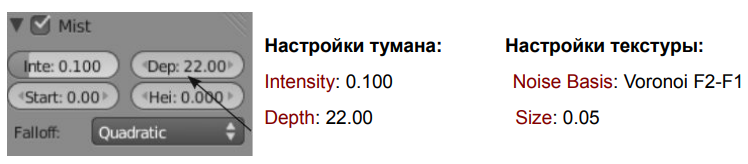 Mist
Inte: 0.100
Dep: 22.00
Start: 0.00
Hei: 0.000
Falloff:
Quadratic
Настройки тумана:
Intensity: 0.100
Depth: 22.00
Настройки текстуры:
Noise Basis: Voronoi F2-F1
Size: 0.05